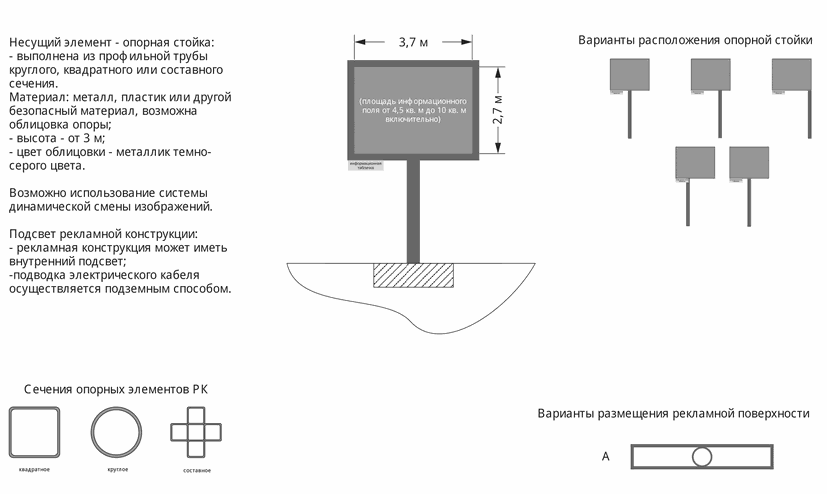 Несущий элемент - опорная стойка:
- выполнена из профильной трубы
круглого, квадратного или составного
сечения.
Материал: металл, пластик или другой
безопасный материал, возможна
облицовка опоры;
- высота - от 3 м;
- цвет облицовки - металлик темно-
серого цвета.
Возможно использование системы
динамической смены изображений.
Подсвет рекламной конструкции:
- рекламная конструкция может иметь
внутренний подсвет;
-подводка электрического кабеля
осуществляется подземным способом.
3,7 м
(площадь информационного
поля от 4,5 кв. м до 10 кв. м
включительно)
2,7 м
информационная
табличка
Варианты расположения опорной стойки
Сечения опорных элементов РК
квадратное
круглое
составное
Варианты размещения рекламной поверхности
А